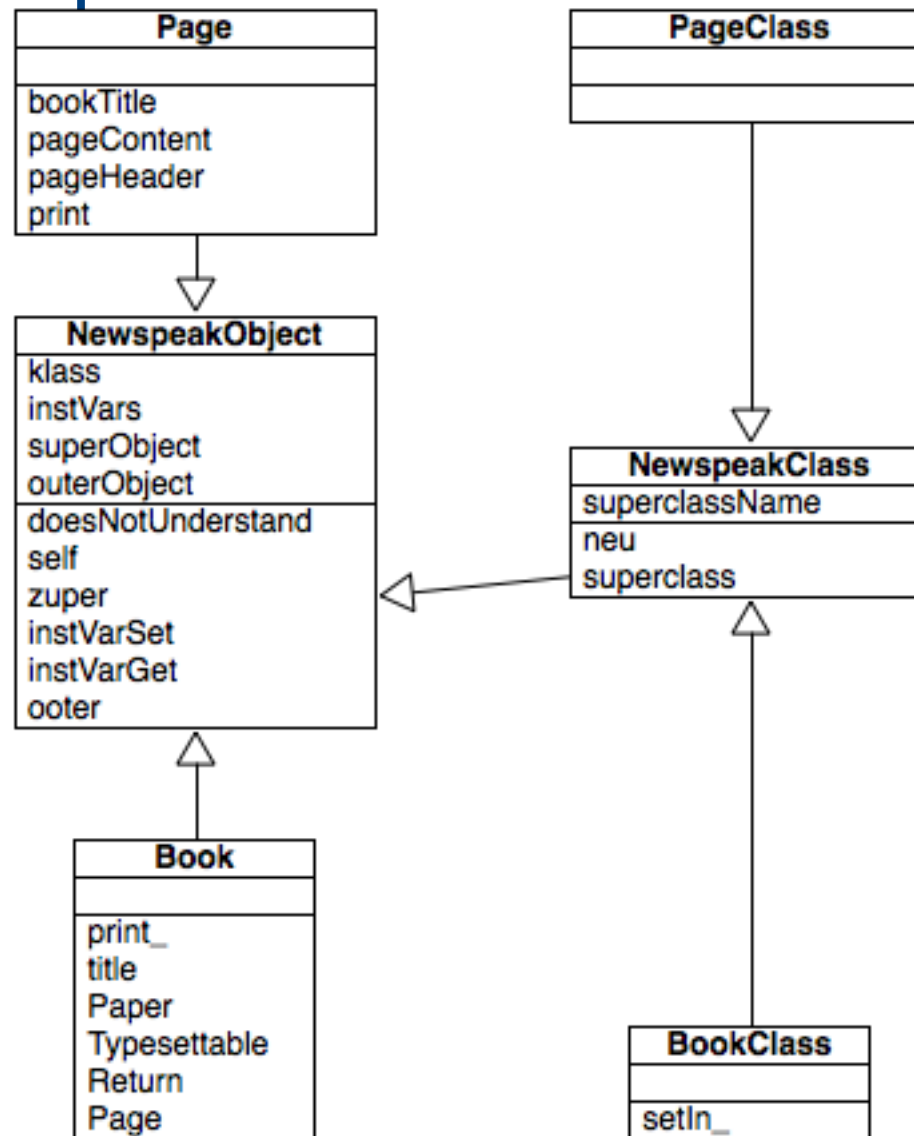 Page
bookTitle
pageContent
pageHeader
print
PageClass
NewspeakObject
klass
instVars
superObject
outerObject
doesNotUnderstand
self
zuper
instVarSet
instVarGet
ooter
NewspeakClass
superclassName
neu
superclass
Book
print_
title
Paper
Typesettable
Return
Page
BookClass
setIn_